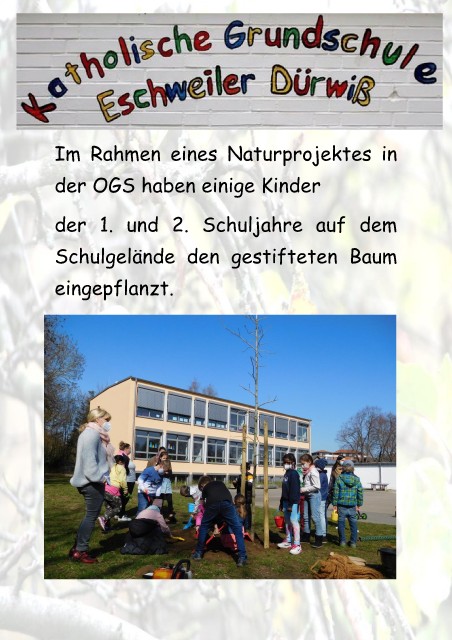 Katholische Grundschule
Eschweiler Dürwiß
Im Rahmen eines Naturprojektes in
der OGS haben einige Kinder
der 1. und 2. Schuljahre auf dem
Schulgelände den gestifteten Baum
eingepflanzt.